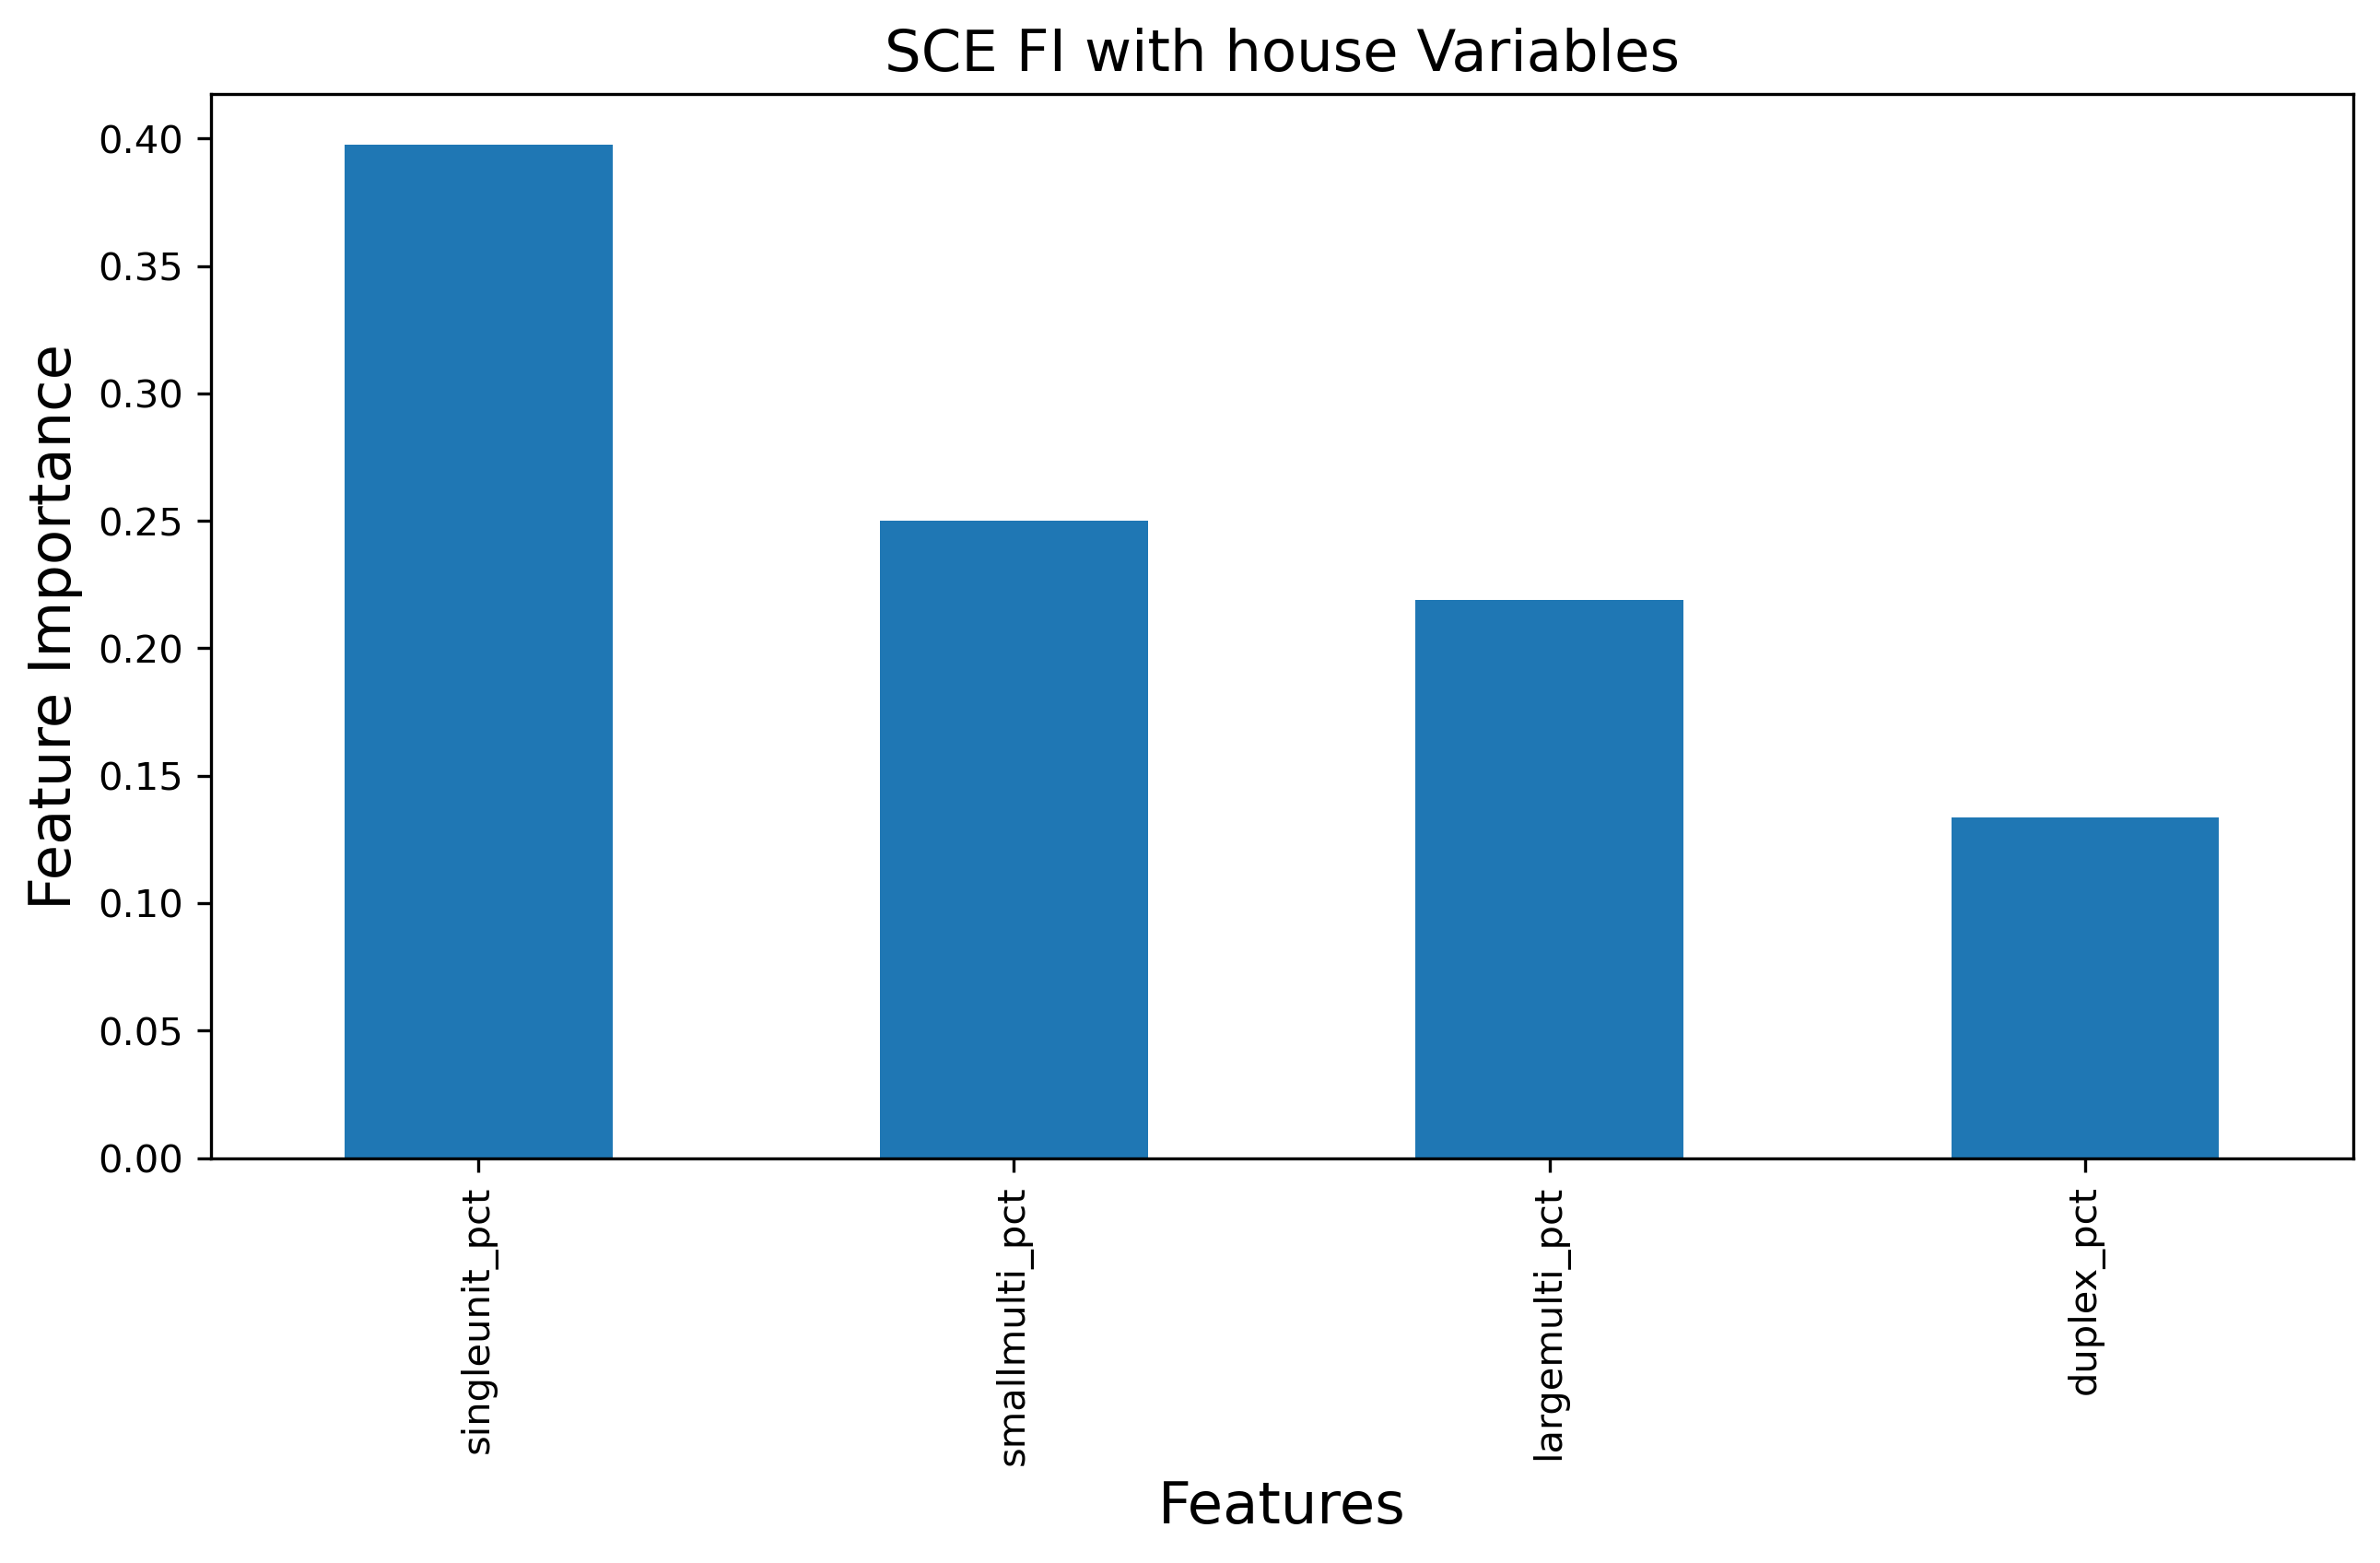 SCE FI with house Variables
Feature Importance
0.40
0.35
0.30
0.25
0.20
0.15
0.10
0.05
0.00
singleunit_pct
smallmulti_pct
largemulti_pct
duplex_pct
Features